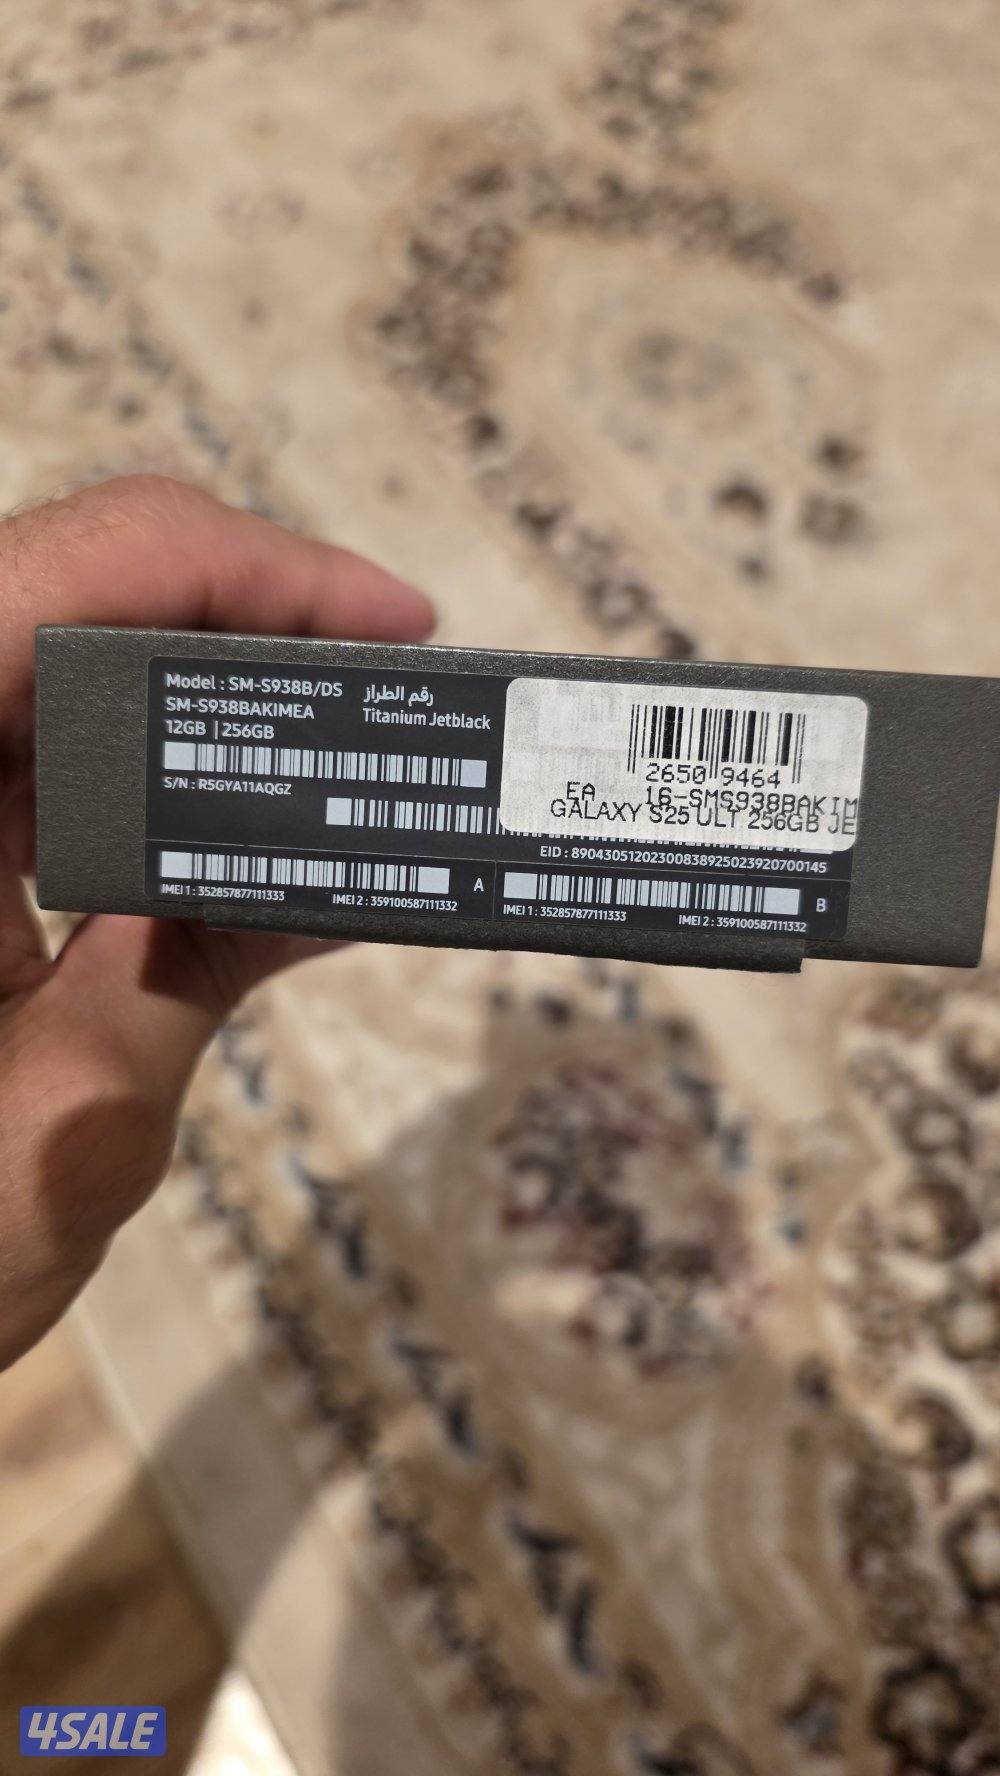 Model : SM-S938B/DS رقم الطراز
SM-S938BAKIMEA Titanium Jetblack
12GB | 256GB
S/N : R5GYA11AQGZ
2650 9464
EA 16-SMS938BAKIM
GALAXY S25 ULT 256GB JE
EID : 89043051202300838925023920700145
A
IMEI 1 : 352857877111333 IMEI 2 : 359100587111332
B
IMEI 1 : 352857877111333 IMEI 2 : 359100587111332
4SALE